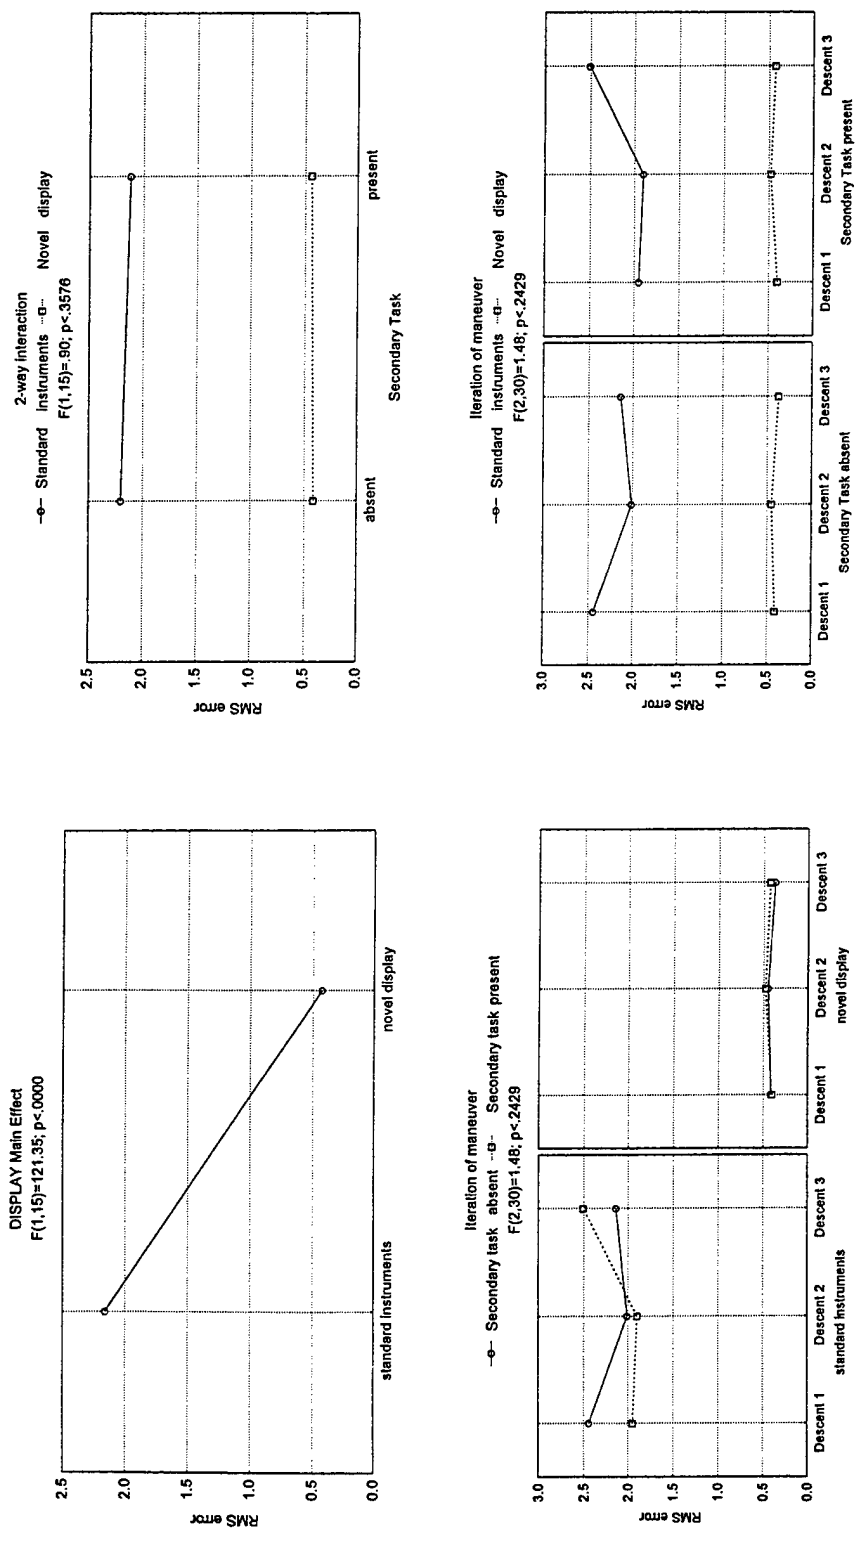 DISPLAY Main Effect
F(1,15)=121.35; p<.0000
2.5
2.0
1.5
1.0
0.5
0.0
RMS error
standard instruments
novel display
2-way interaction
Standard instruments Novel display
F(1,15)=.90; p<.3576
2.5
2.0
1.5
1.0
0.5
0.0
RMS error
absent
present
Secondary Task
Iteration of maneuver
Secondary task absent Secondary task present
F(2,30)=1.48; p<.2429
3.0
2.5
2.0
1.5
1.0
0.5
0.0
RMS error
Descent 1
Descent 2
Descent 3
standard instruments
Descent 1
Descent 2
Descent 3
novel display
Iteration of maneuver
Standard instruments Novel display
F(2,30)=1.48; p<.2429
3.0
2.5
2.0
1.5
1.0
0.5
0.0
RMS error
Descent 1
Descent 2
Descent 3
Secondary Task absent
Descent 1
Descent 2
Descent 3
Secondary Task present